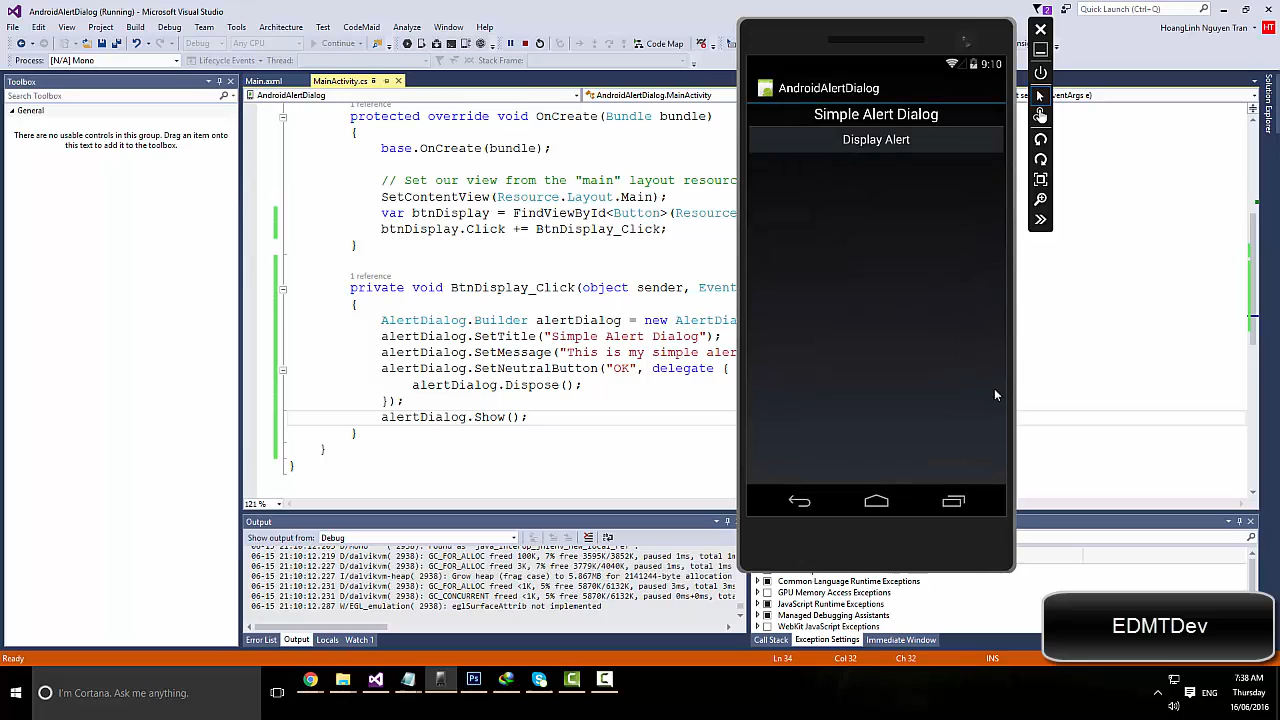 AndroidAlertDialog (Running) - Microsoft Visual Studio
2
Quick Launch (Ctrl+Q)
File Edit View Project Build Debug Team Tools Architecture CodeMaid Analyze Window Help
HoangLinh Nguyen Tran HT
Debug Any CPU Continue Code Map
Process: [N/A] Mono Lifecycle Events Thread: Stack Frame:
Toolbox
Main.axml MainActivity.cs
Search Toolbox
AndroidAlertDialog AndroidAlertDialog.MainActivity
EventArgs e)
General
There are no usable controls in this group. Drag an item onto this text to add it to the toolbox.
1 reference
protected override void OnCreate(Bundle bundle)
{
base.OnCreate(bundle);
// Set our view from the "main" layout resourc
SetContentView(Resource.Layout.Main);
var btnDisplay = FindViewById<Button>(Resource
btnDisplay.Click += BtnDisplay_Click;
}
1 reference
private void BtnDisplay_Click(object sender, Event
{
AlertDialog.Builder alertDialog = new AlertDia
alertDialog.SetTitle("Simple Alert Dialog");
alertDialog.SetMessage("This is my simple aler
alertDialog.SetNeutralButton("OK", delegate {
alertDialog.Dispose();
});
alertDialog.Show();
}
}
}
121 %
9:10
AndroidAlertDialog
Simple Alert Dialog
Display Alert
Solution Explorer
Output
Show output from: Debug
06-15 21:10:12.219 D/dalvikvm( 2938): GC_FOR_ALLOC freed 100K, 7% free 3595K/3852K, paused 1ms, total 1m
06-15 21:10:12.223 D/dalvikvm( 2938): GC_FOR_ALLOC freed 3K, 7% free 3779K/4040K, paused 1ms, total 1ms
06-15 21:10:12.227 I/dalvikvm-heap( 2938): Grow heap (frag case) to 5.867MB for 2141244-byte allocation
06-15 21:10:12.231 D/dalvikvm( 2938): GC_FOR_ALLOC freed <1K, 5% free 5870K/6132K, paused 3ms, total 3ms
06-15 21:10:12.235 D/dalvikvm( 2938): GC_CONCURRENT freed <1K, 5% free 5870K/6132K, paused 0ms+0ms, tota
06-15 21:10:12.287 W/EGL_emulation( 2938): eglSurfaceAttrib not implemented
Common Language Runtime Exceptions
GPU Memory Access Exceptions
JavaScript Runtime Exceptions
Managed Debugging Assistants
WebKit JavaScript Exceptions
Error List Output Locals Watch 1
Call Stack Exception Settings Immediate Window
EDMTDev
Ready Ln 34 Col 32 Ch 32 INS
I'm Cortana. Ask me anything.
ENG
7:38 AM
Thursday
16/06/2016